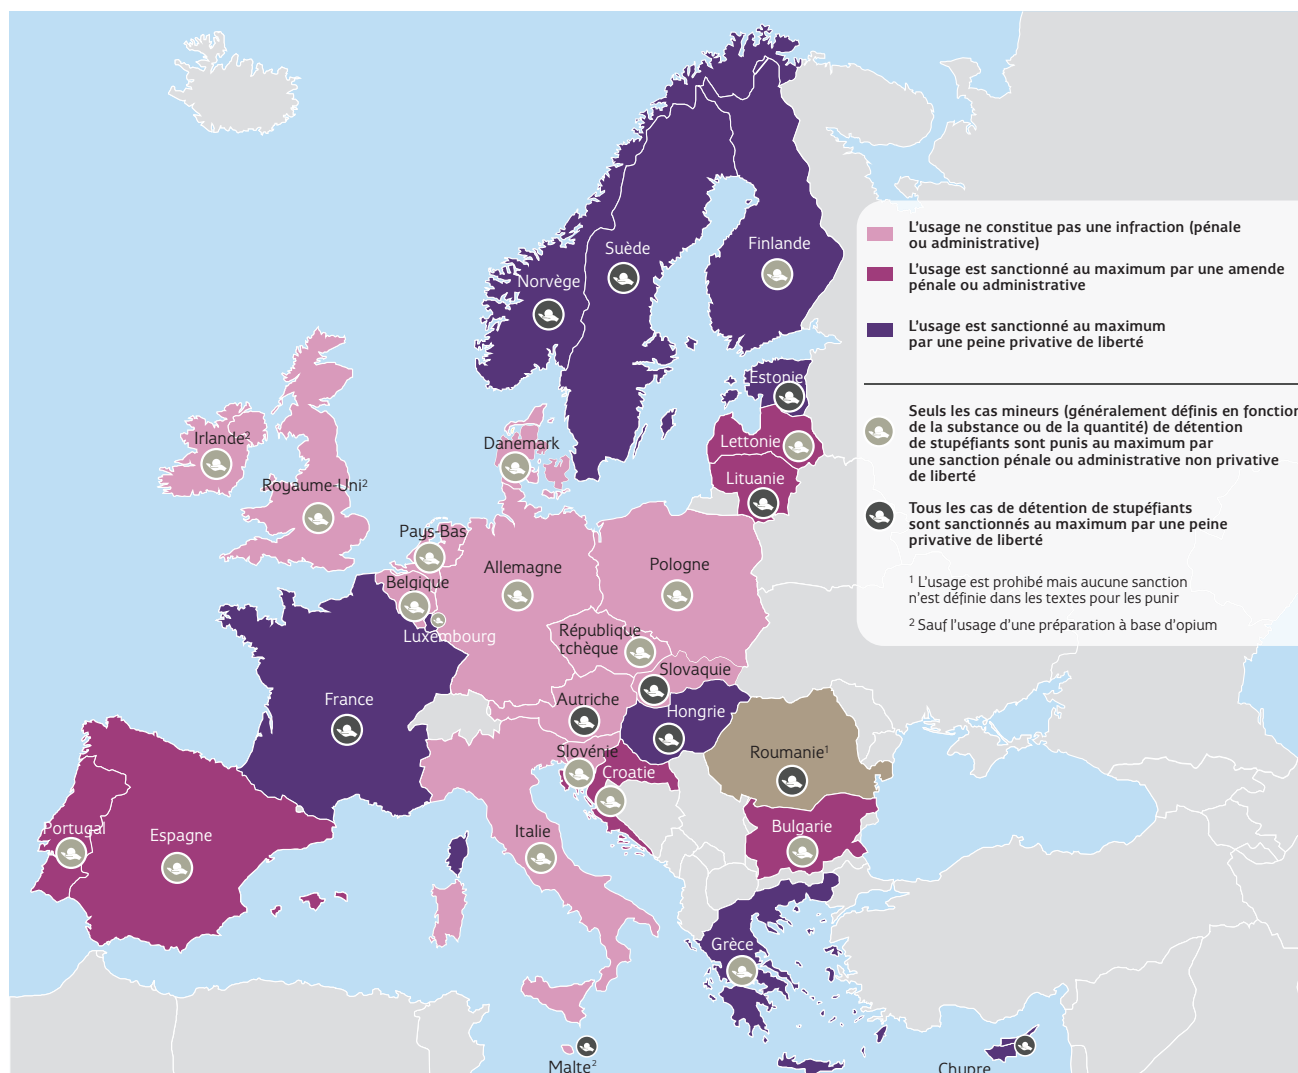 Suède
Finlande
Norvège
Estonie
Lettonie
Lituanie
Irlande²
Royaume-Uni²
Danemark
Pays-Bas
Belgique
Allemagne
Pologne
Luxembourg
République
tchèque
Slovaquie
France
Autriche
Hongrie
Slovénie
Croatie
Roumanie¹
Portugal
Espagne
Italie
Bulgarie
Grèce
Malte²
Chypre
L'usage ne constitue pas une infraction (pénale
ou administrative)
L'usage est sanctionné au maximum par une amende
pénale ou administrative
L'usage est sanctionné au maximum
par une peine privative de liberté
Seuls les cas mineurs (généralement définis en fonction
de la substance ou de la quantité) de détention
de stupéfiants sont punis au maximum par
une sanction pénale ou administrative non privative
de liberté
Tous les cas de détention de stupéfiants
sont sanctionnés au maximum par une peine
privative de liberté
¹ L'usage est prohibé mais aucune sanction
n'est définie dans les textes pour les punir
² Sauf l'usage d'une préparation à base d'opium